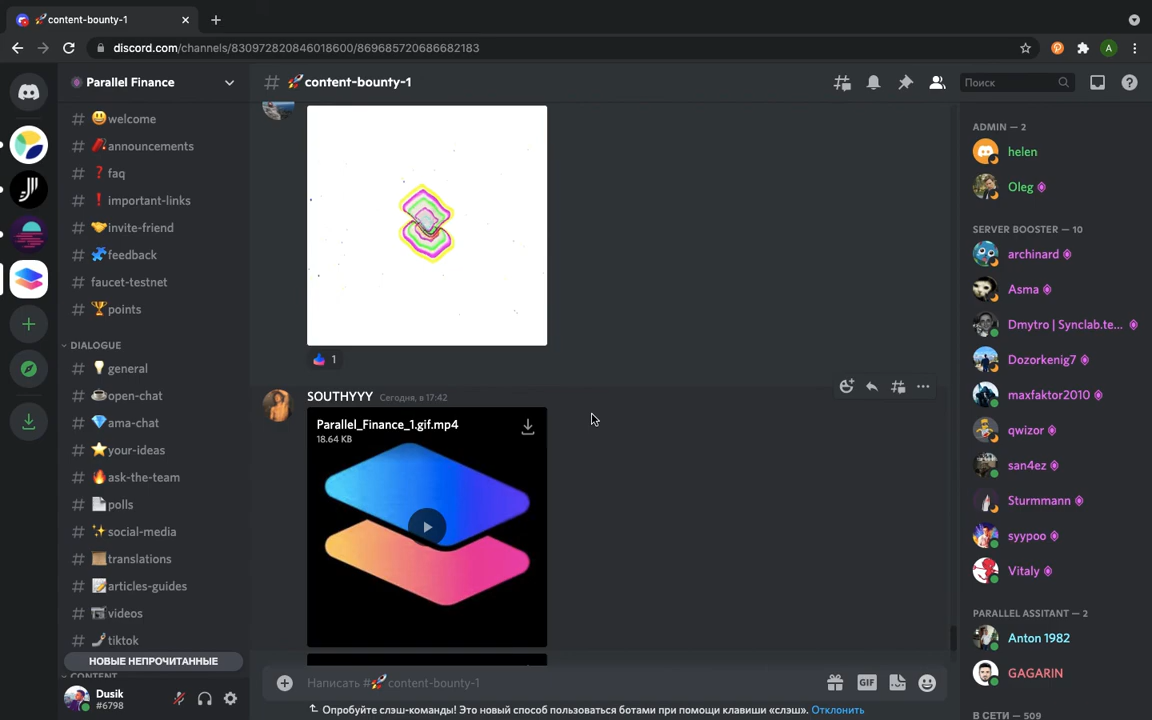 content-bounty-1
discord.com/channels/830972820846018600/869685720686682183
A
Parallel Finance
# content-bounty-1
Поиск
# welcome
# announcements
# faq
# important-links
# invite-friend
# feedback
# faucet-testnet
# points
DIALOGUE
# general
# open-chat
# ama-chat
# your-ideas
# ask-the-team
# polls
# social-media
# translations
# articles-guides
# videos
# tiktok
НОВЫЕ НЕПРОЧИТАННЫЕ
CONTENT
Dusik
#6798
1
SOUTHYYY Сегодня, в 17:42
Parallel_Finance_1.gif.mp4
18.64 KB
Написать # content-bounty-1
GIF
Опробуйте слэш-команды! Это новый способ пользоваться ботами при помощи клавиши «слэш». Отклонить
ADMIN — 2
helen
Oleg
SERVER BOOSTER — 10
archinard
Asma
Dmytro | Synclab.te...
Dozorkenig7
maxfaktor2010
qwizor
san4ez
Sturmmann
syypoo
Vitaly
PARALLEL ASSITANT — 2
Anton 1982
GAGARIN
В СЕТИ — 509